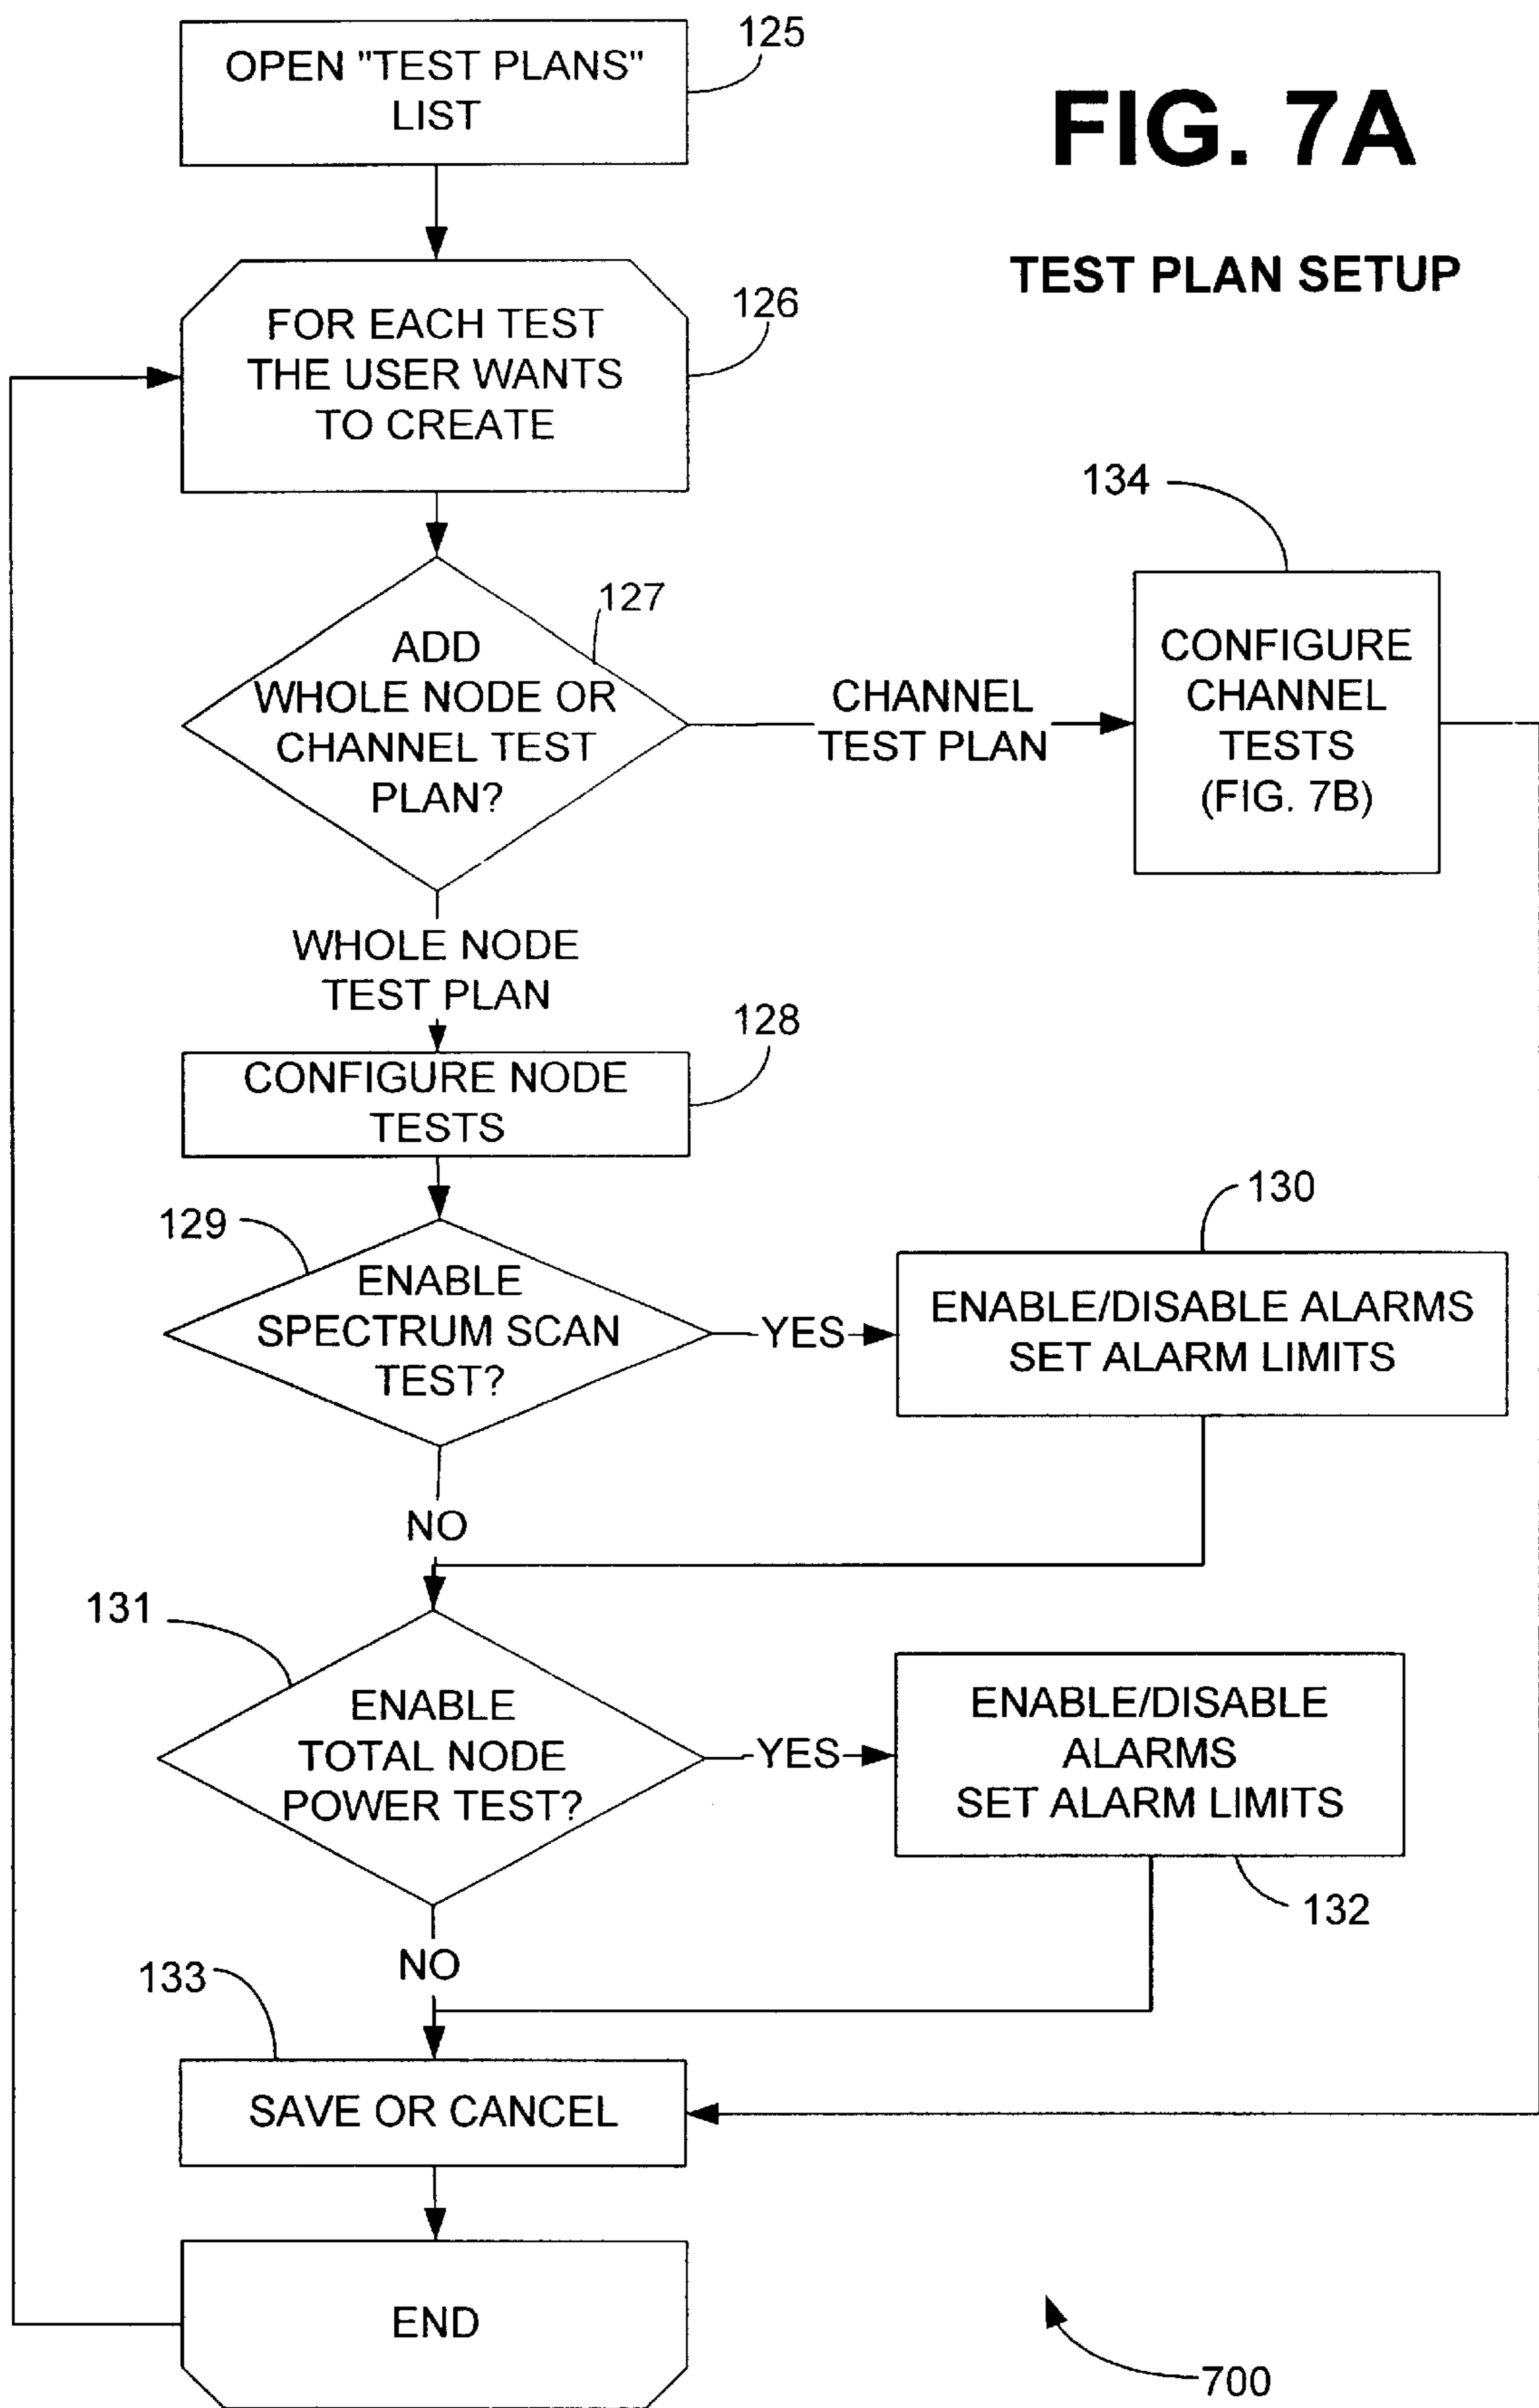 125
OPEN "TEST PLANS"
LIST
FIG. 7A
TEST PLAN SETUP
126
FOR EACH TEST
THE USER WANTS
TO CREATE
134
127
ADD
WHOLE NODE OR
CHANNEL TEST
PLAN?
CHANNEL
TEST PLAN
CONFIGURE
CHANNEL
TESTS
(FIG. 7B)
WHOLE NODE
TEST PLAN
128
CONFIGURE NODE
TESTS
129
130
ENABLE
SPECTRUM SCAN
TEST?
YES
ENABLE/DISABLE ALARMS
SET ALARM LIMITS
NO
131
ENABLE
TOTAL NODE
POWER TEST?
YES
ENABLE/DISABLE
ALARMS
SET ALARM LIMITS
132
NO
133
SAVE OR CANCEL
END
700